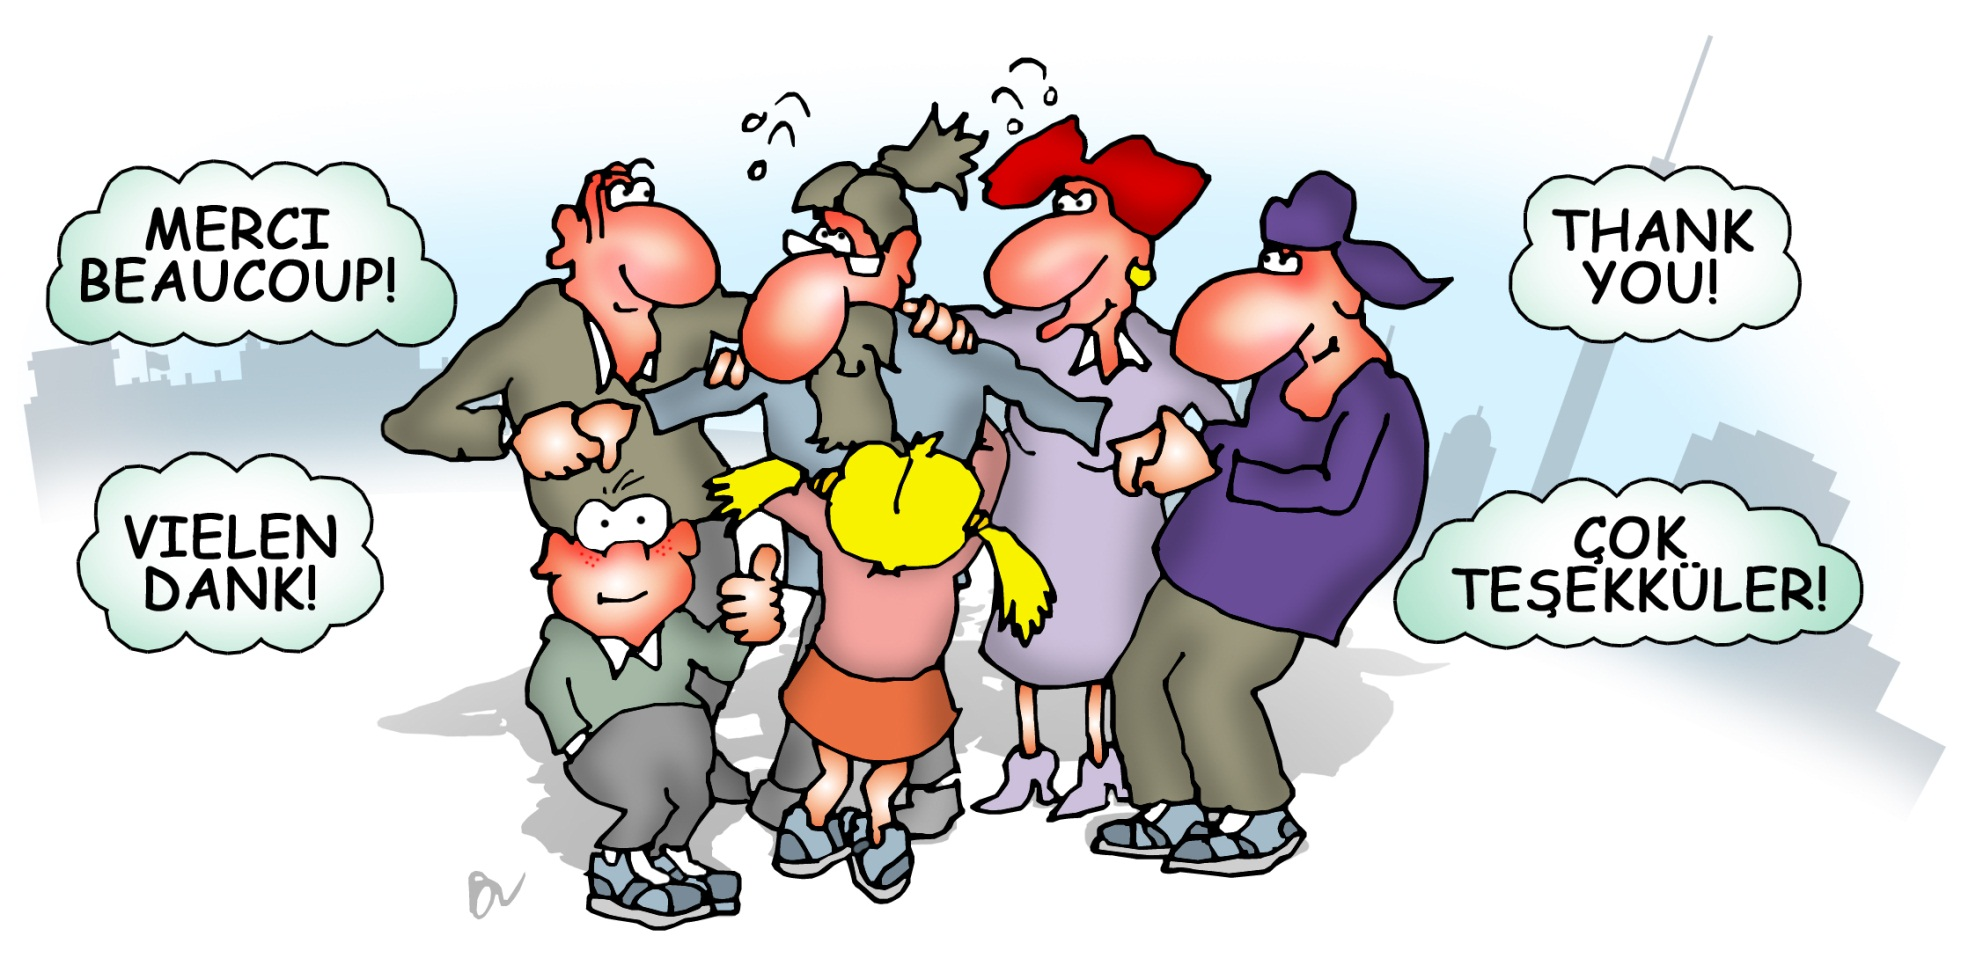 MERCI
BEAUCOUP!
THANK
YOU!
VIELEN
DANK!
ÇOK
TEŞEKKÜLER!